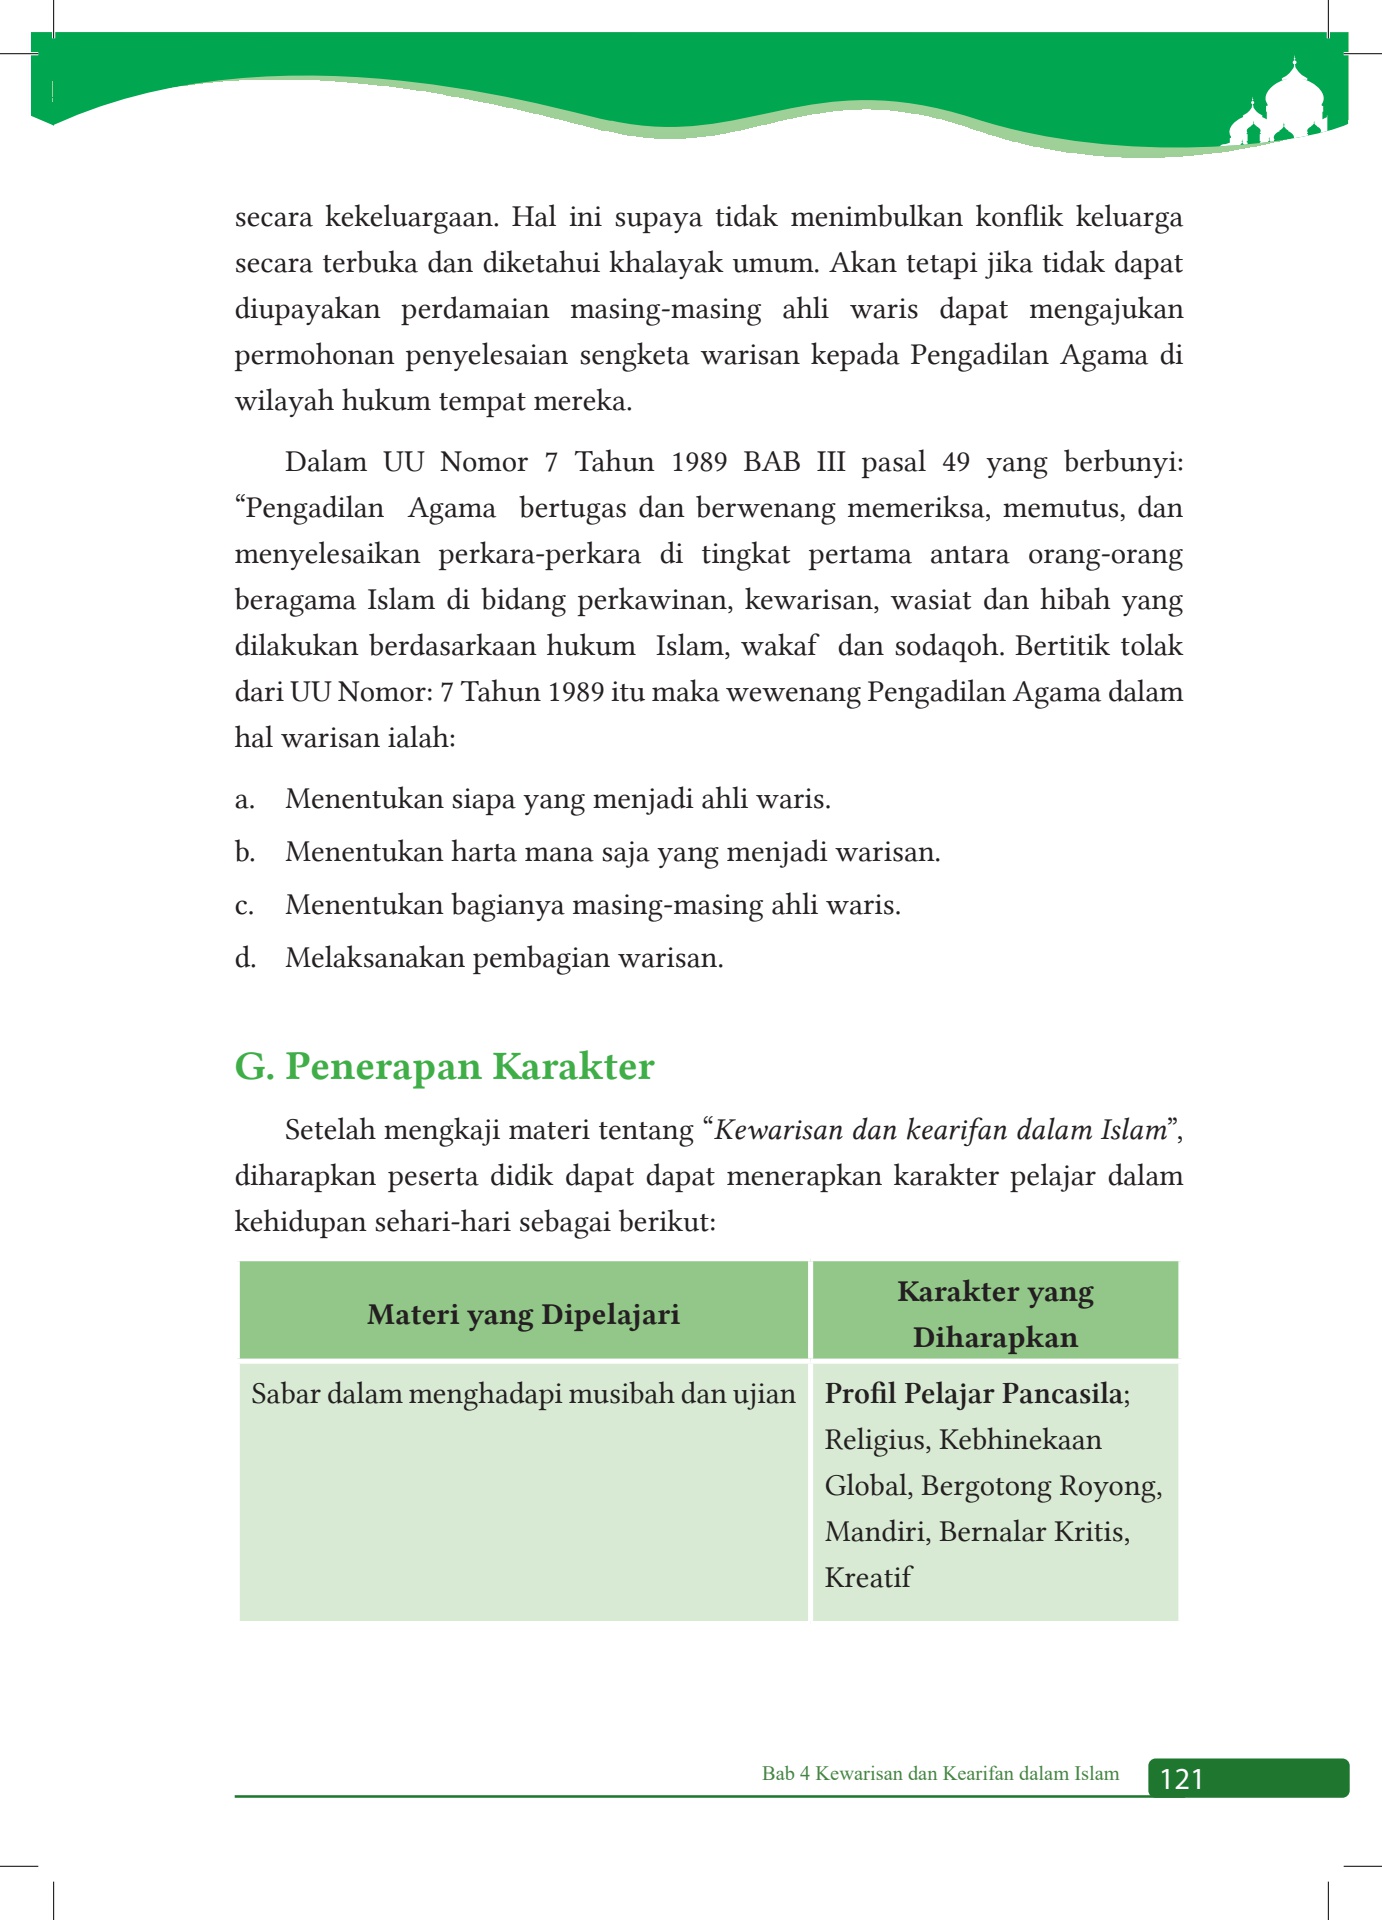 secara kekeluargaan. Hal ini supaya tidak menimbulkan konflik keluarga
secara terbuka dan diketahui khalayak umum. Akan tetapi jika tidak dapat
diupayakan perdamaian masing-masing ahli waris dapat mengajukan
permohonan penyelesaian sengketa warisan kepada Pengadilan Agama di
wilayah hukum tempat mereka.
Dalam UU Nomor 7 Tahun 1989 BAB III pasal 49 yang berbunyi:
“Pengadilan Agama bertugas dan berwenang memeriksa, memutus, dan
menyelesaikan perkara-perkara di tingkat pertama antara orang-orang
beragama Islam di bidang perkawinan, kewarisan, wasiat dan hibah yang
dilakukan berdasarkaan hukum Islam, wakaf dan sodaqoh. Bertitik tolak
dari UU Nomor: 7 Tahun 1989 itu maka wewenang Pengadilan Agama dalam
hal warisan ialah:
a. Menentukan siapa yang menjadi ahli waris.
b. Menentukan harta mana saja yang menjadi warisan.
c. Menentukan bagianya masing-masing ahli waris.
d. Melaksanakan pembagian warisan.
G. Penerapan Karakter
Setelah mengkaji materi tentang “Kewarisan dan kearifan dalam Islam”,
diharapkan peserta didik dapat dapat menerapkan karakter pelajar dalam
kehidupan sehari-hari sebagai berikut:
Materi yang Dipelajari
Karakter yang
Diharapkan
Sabar dalam menghadapi musibah dan ujian
Profil Pelajar Pancasila;
Religius, Kebhinekaan
Global, Bergotong Royong,
Mandiri, Bernalar Kritis,
Kreatif
Bab 4 Kewarisan dan Kearifan dalam Islam
121